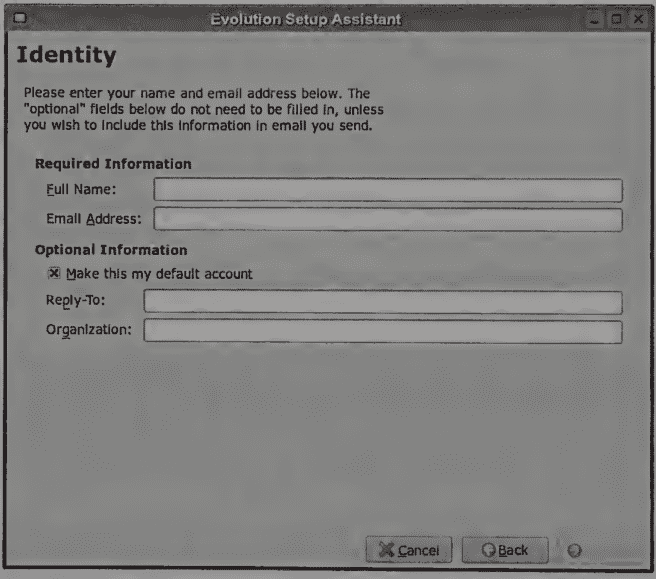 Evolution Setup Assistant
Identity
Please enter your name and email address below. The
"optional" fields below do not need to be filled in, unless
you wish to include this information in email you send.
Required Information
Full Name:
Email Address:
Optional Information
Make this my default account
Reply-To:
Organization:
Cancel
Back